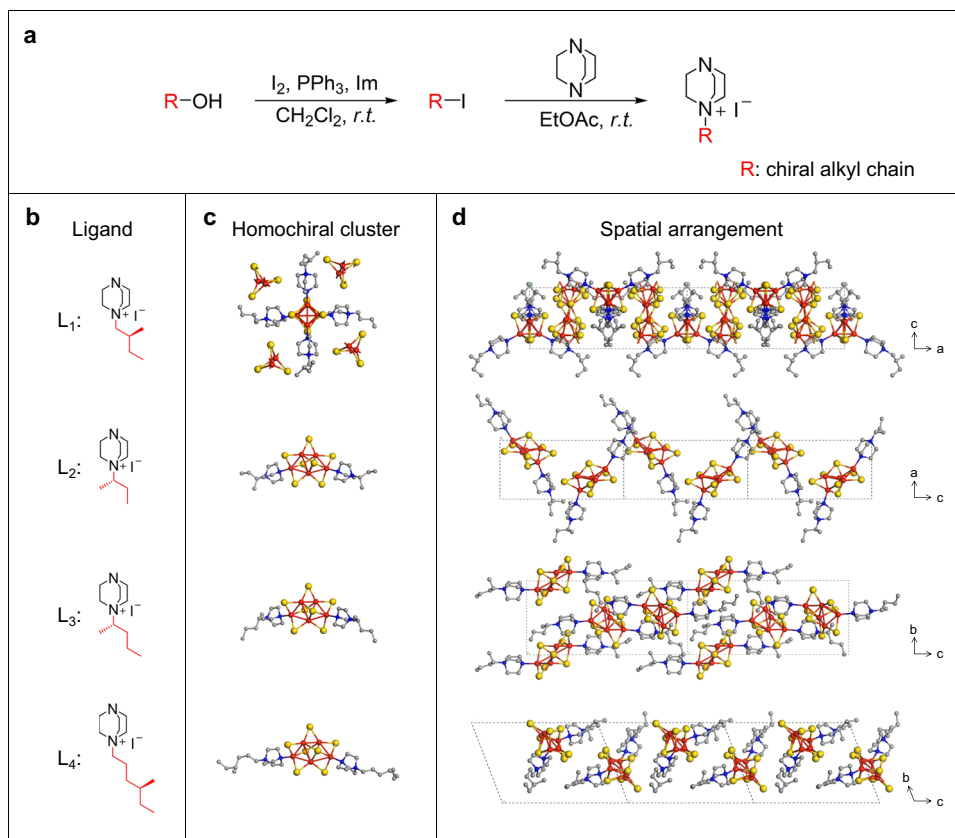 a
R–OH
I₂, PPh₃, Im
CH₂Cl₂, r.t.
R–I
N
N
EtOAc, r.t.
N
N
+ I⁻
R
R: chiral alkyl chain
b
Ligand
c
Homochiral cluster
d
Spatial arrangement
L₁:
N
N
+ I⁻
c
a
L₂:
N
N
+ I⁻
a
c
L₃:
N
N
+ I⁻
b
c
L₄:
N
N
+ I⁻
b
c